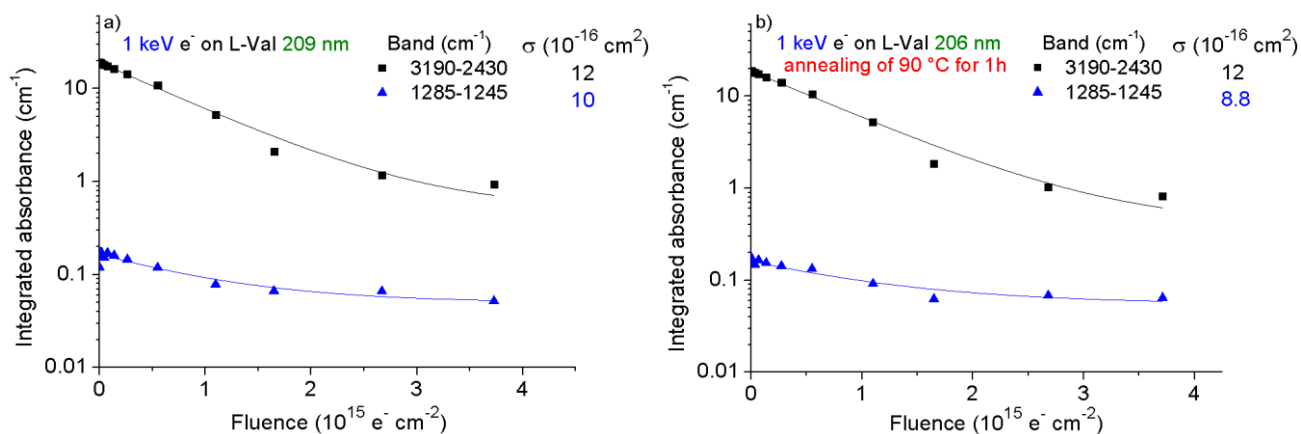 a)
1 keV e⁻ on L-Val 209 nm
Band (cm⁻¹) σ (10⁻¹⁶ cm²)
3190-2430 12
1285-1245 10
10
1
0.1
0.01
Integrated absorbance (cm⁻¹)
0 1 2 3 4
Fluence (10¹⁵ e⁻ cm⁻²)
b)
1 keV e⁻ on L-Val 206 nm
annealing of 90 °C for 1h
Band (cm⁻¹) σ (10⁻¹⁶ cm²)
3190-2430 12
1285-1245 8.8
10
1
0.1
0.01
Integrated absorbance (cm⁻¹)
0 1 2 3 4
Fluence (10¹⁵ e⁻ cm⁻²)